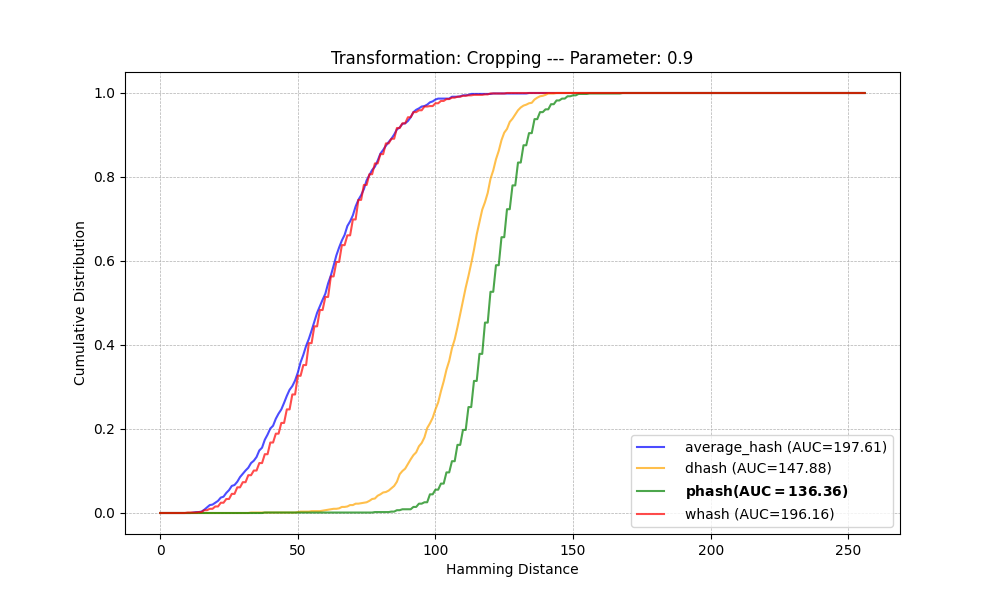 Transformation: Cropping --- Parameter: 0.9
Cumulative Distribution
1.0
0.8
0.6
0.4
0.2
0.0
average_hash (AUC=197.61)
dhash (AUC=147.88)
phash(AUC = 136.36)
whash (AUC=196.16)
0 50 100 150 200 250
Hamming Distance